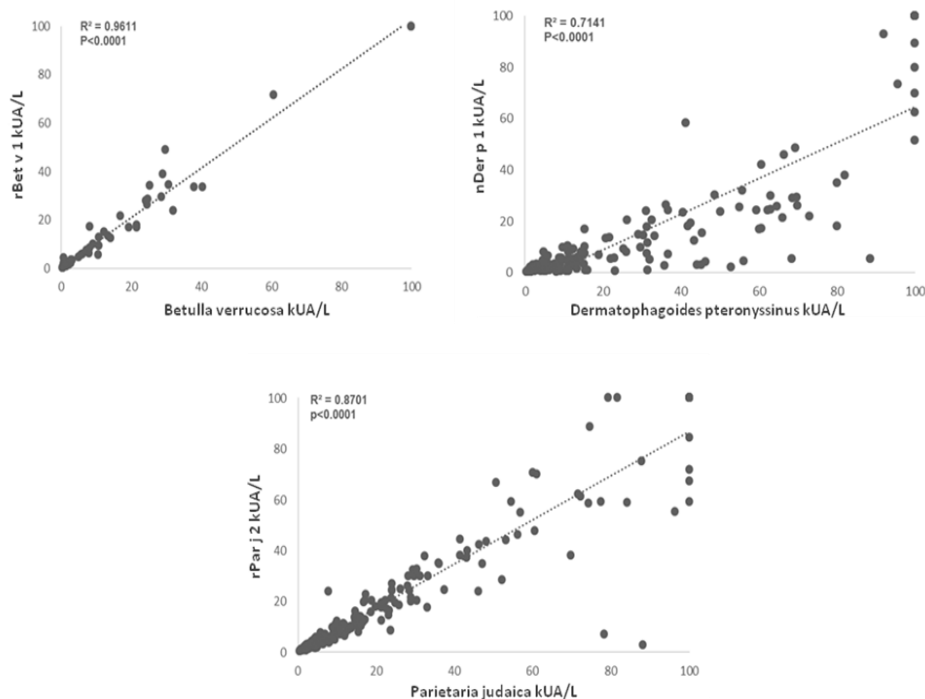 R² = 0.9611
P<0.0001
100
80
60
40
20
0
rBet v 1 kUA/L
0 20 40 60 80 100
Betulla verrucosa kUA/L
R² = 0.7141
P<0.0001
100
80
60
40
20
0
nDer p 1 kUA/L
0 20 40 60 80 100
Dermatophagoides pteronyssinus kUA/L
R² = 0.8701
p<0.0001
100
80
60
40
20
0
rPar j 2 kUA/L
0 20 40 60 80 100
Parietaria judaica kUA/L